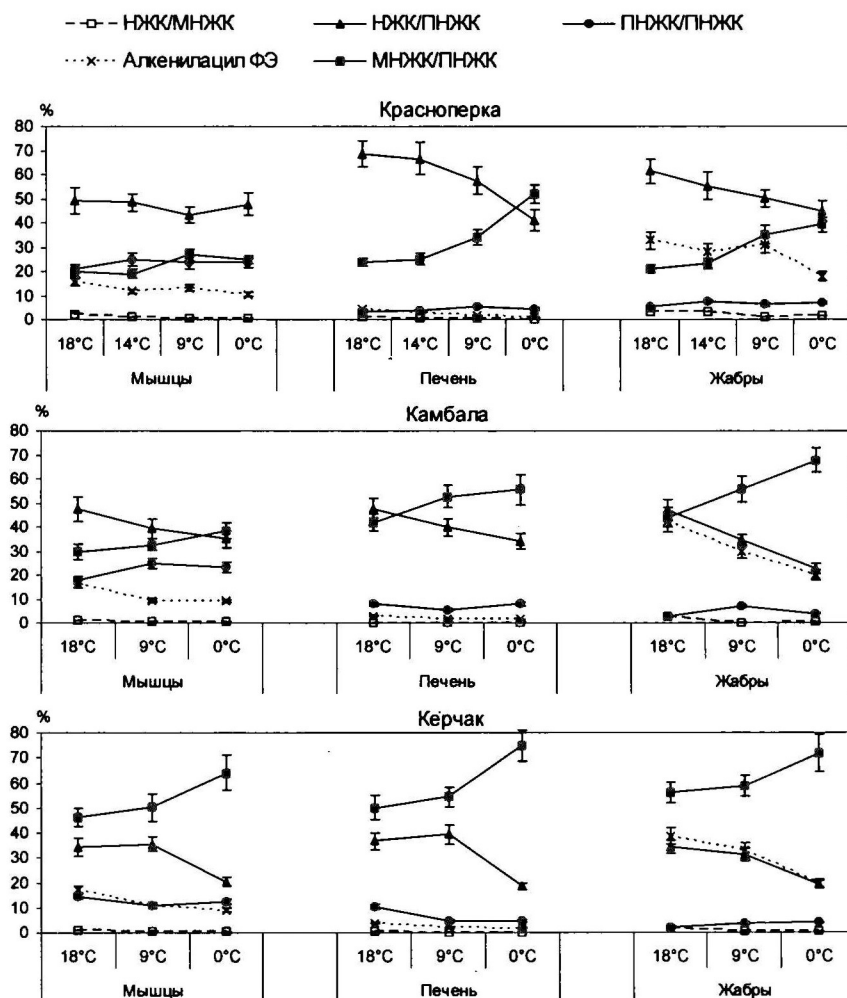 НЖК/МНЖК НЖК/ПНЖК ПНЖК/ПНЖК
Алкенилацил ФЭ МНЖК/ПНЖК
% Красноперка
80
70
60
50
40
30
20
10
0
18°C 14°C 9°C 0°C 18°C 14°C 9°C 0°C 18°C 14°C 9°C 0°C
Мышцы Печень Жабры
% Камбала
80
70
60
50
40
30
20
10
0
18°C 9°C 0°C 18°C 9°C 0°C 18°C 9°C 0°C
Мышцы Печень Жабры
% Керчак
80
70
60
50
40
30
20
10
0
18°C 9°C 0°C 18°C 9°C 0°C 18°C 9°C 0°C
Мышцы Печень Жабры